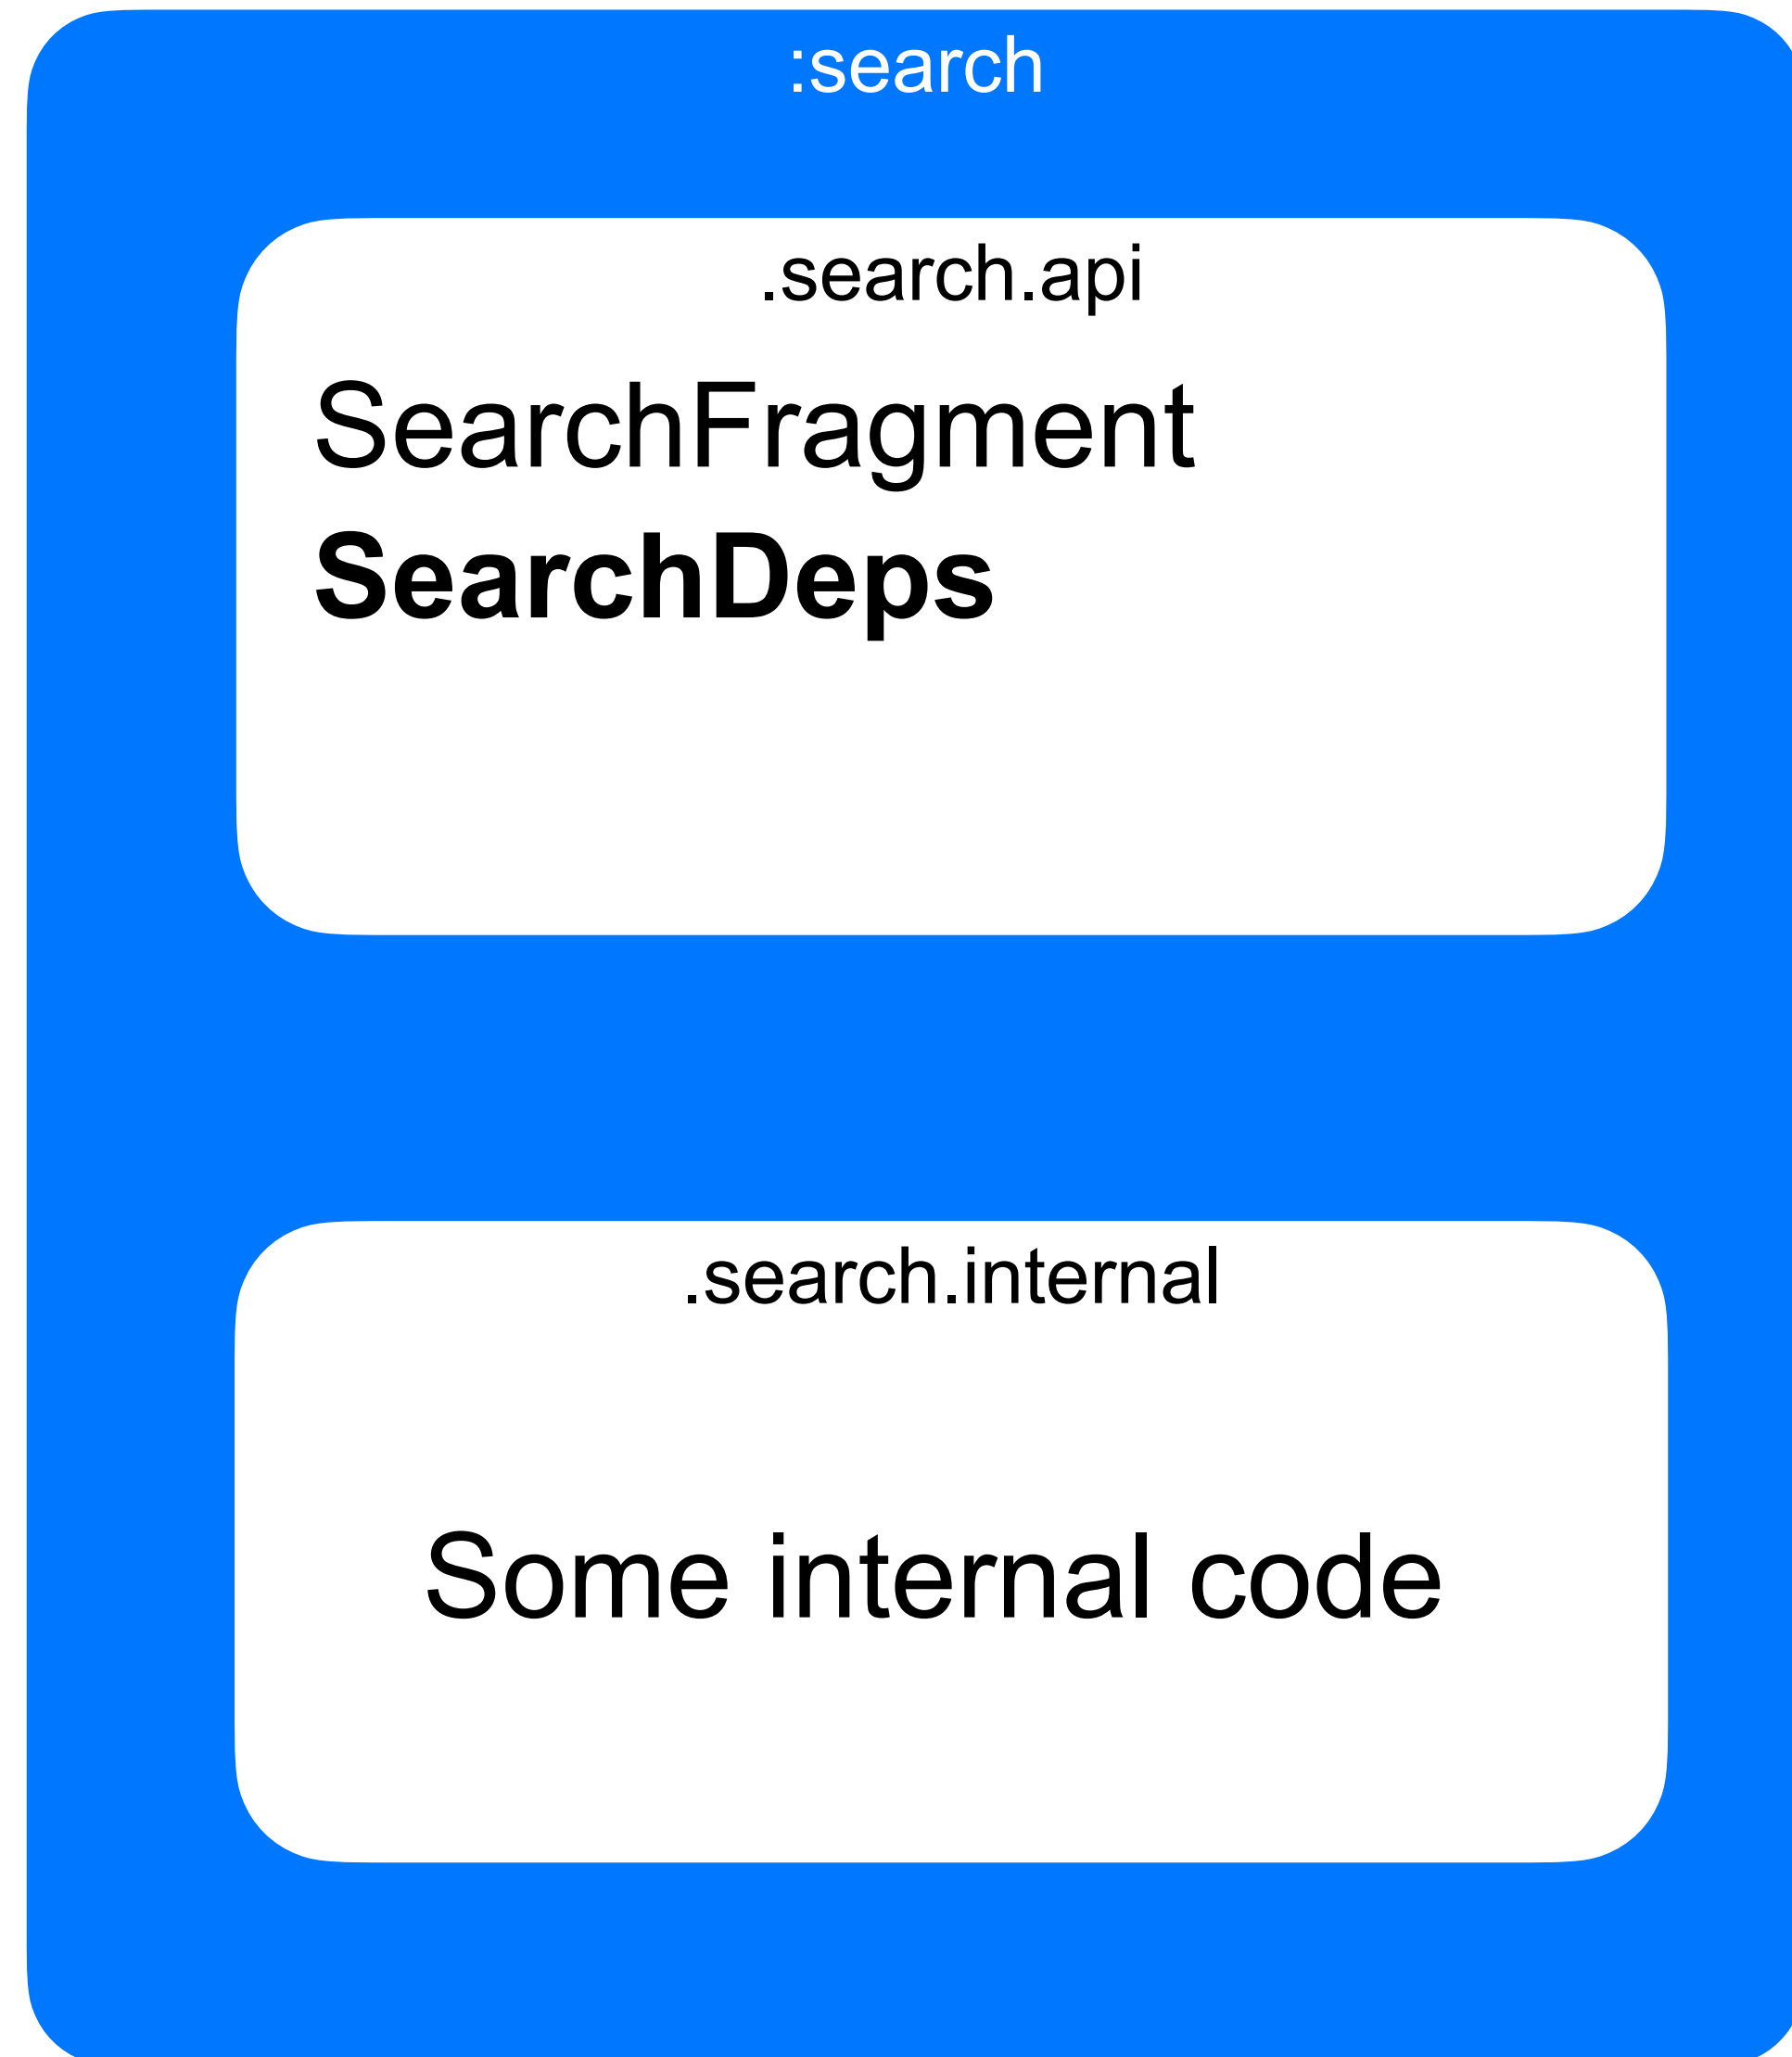 :search
.search.api
SearchFragment
SearchDeps
.search.internal
Some internal code